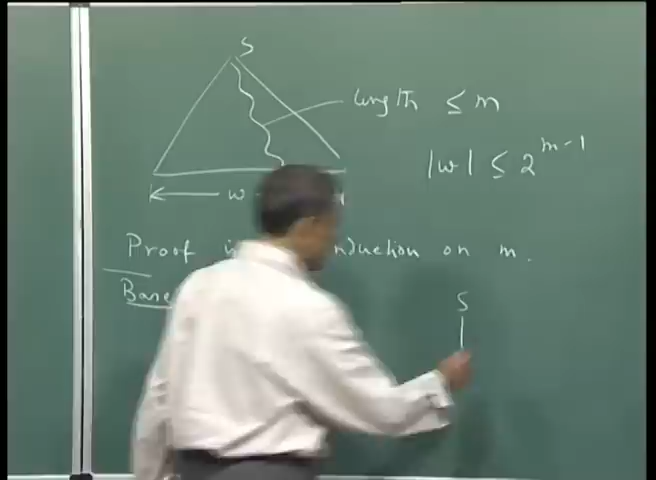 S
length ≤ m
|w| ≤ 2^{m-1}
w
Proof nduction on m.
Base
S